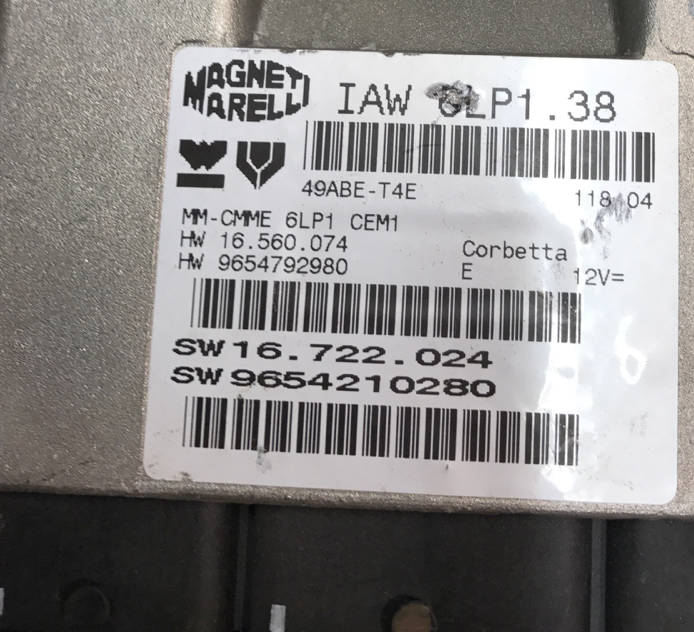 MAGNETI
MARELLI
IAW 6LP1.38
49ABE-T4E 118 04
MM-CMME 6LP1 CEM1
HW 16.560.074 Corbetta
HW 9654792980 E 12V=
SW 16.722.024
SW 9654210280